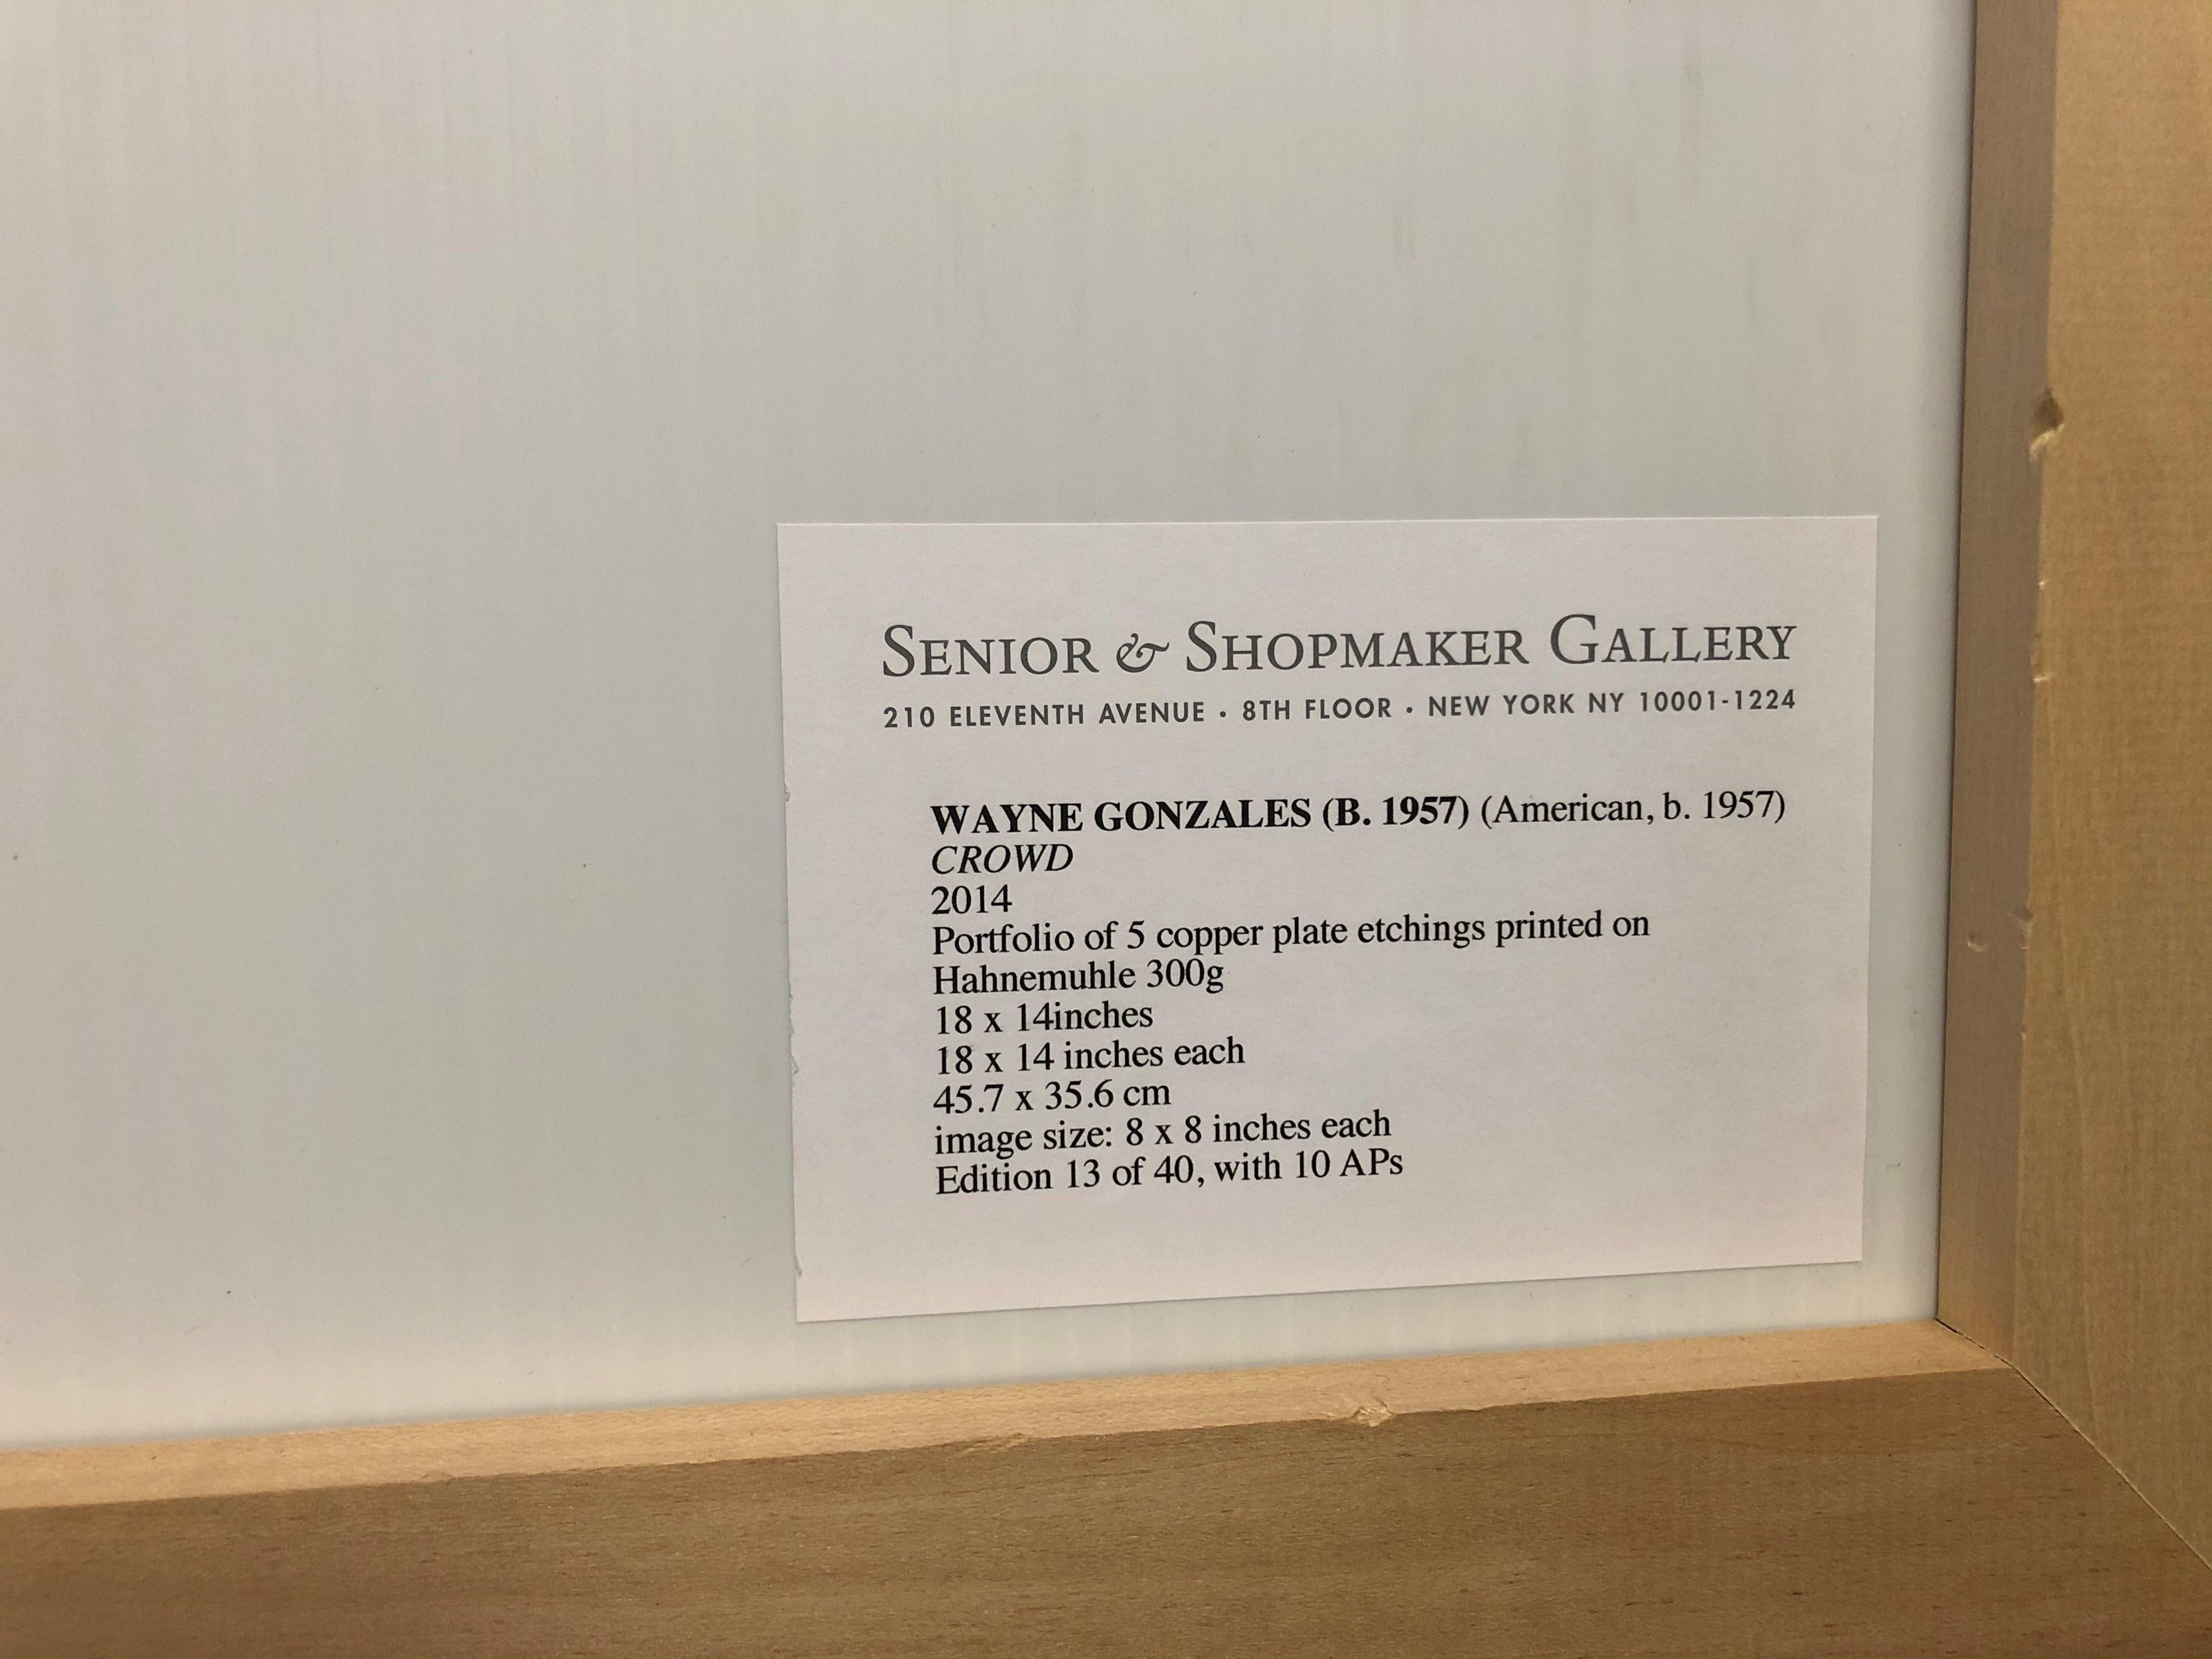 SENIOR & SHOPMAKER GALLERY
210 ELEVENTH AVENUE • 8TH FLOOR • NEW YORK NY 10001-1224
WAYNE GONZALES (B. 1957) (American, b. 1957)
CROWD
2014
Portfolio of 5 copper plate etchings printed on
Hahnemuhle 300g
18 x 14inches
18 x 14 inches each
45.7 x 35.6 cm
image size: 8 x 8 inches each
Edition 13 of 40, with 10 APs